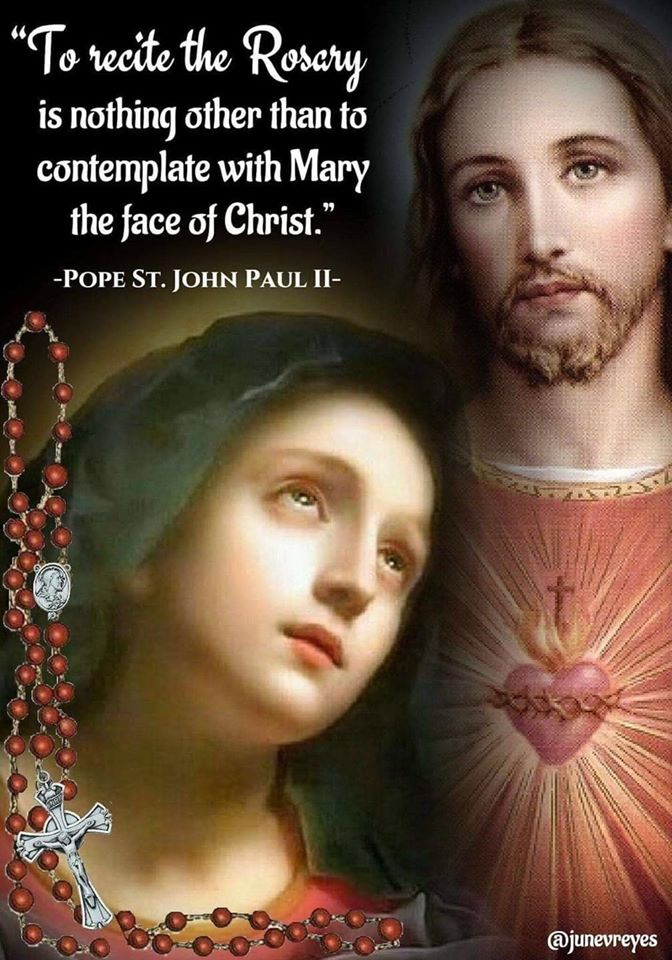 “To recite the Rosary
is nothing other than to
contemplate with Mary
the face of Christ.”
-POPE ST. JOHN PAUL II-
@junevreyes